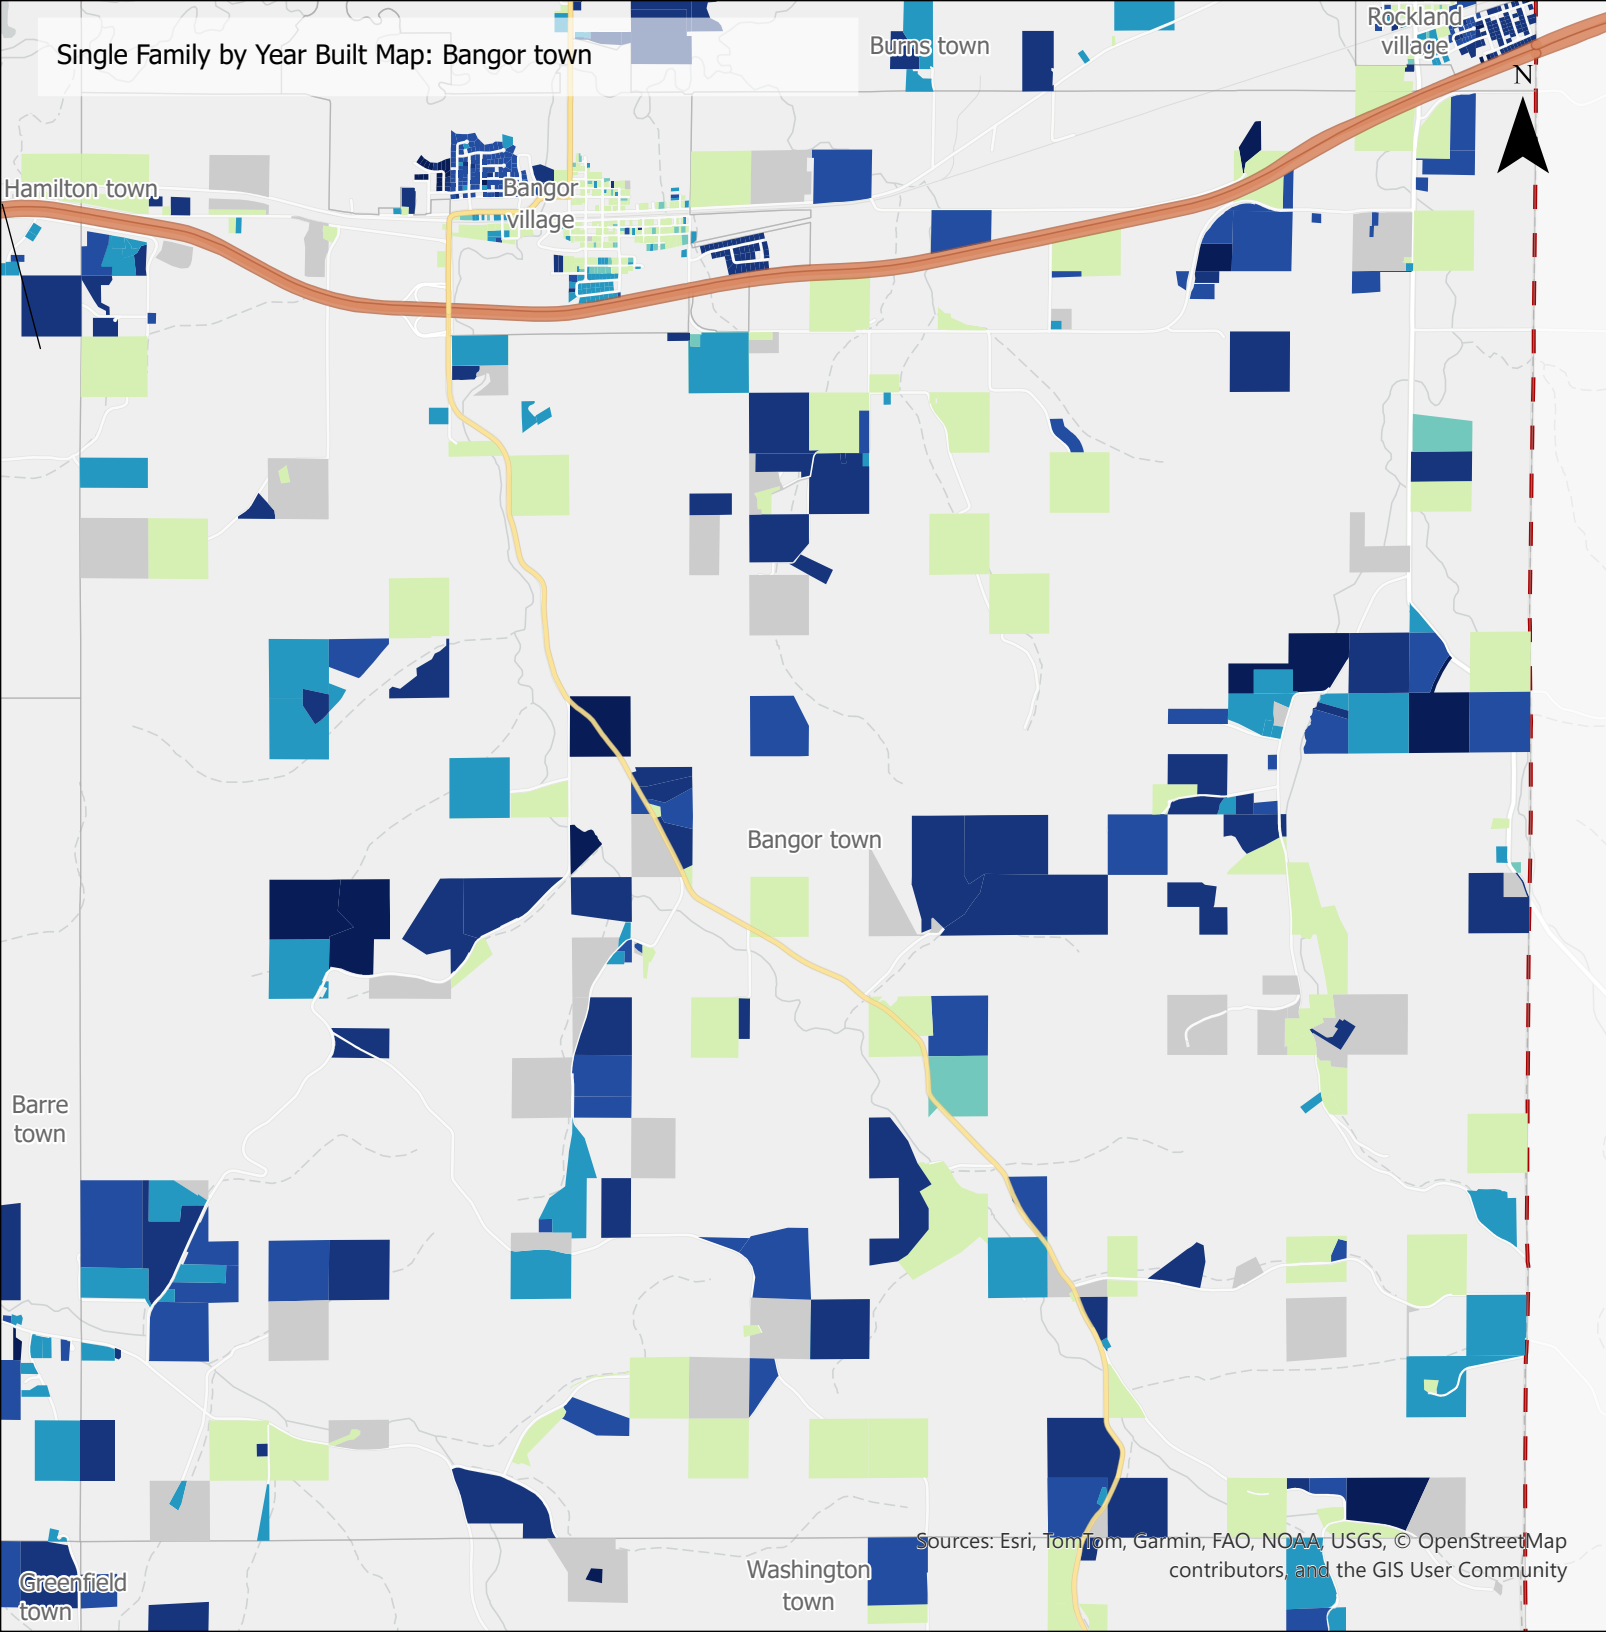 Single Family by Year Built Map: Bangor town
Burns town
Rockland
village
N
Hamilton town
Bangor
village
Bangor town
Barre
town
Sources: Esri, TomTom, Garmin, FAO, NOAA, USGS, © OpenStreetMap
contributors, and the GIS User Community
Washington
town
Greenfield
town